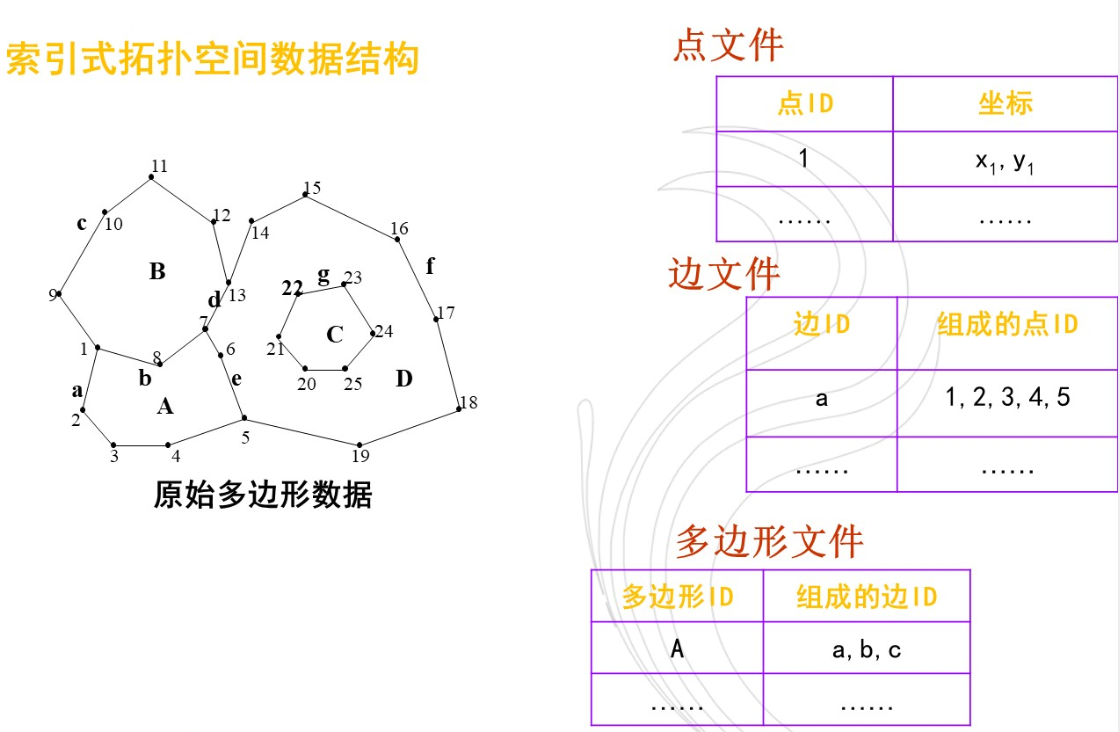 索引式拓扑空间数据结构
11
15
c
10
12
14
16
B
f
9
d
13
22
g
23
17
7
1
8
6
21
C
24
b
e
a
A
20
25
D
2
18
5
3
4
19
原始多边形数据
点文件
点ID 坐标
1 x₁, y₁
…… ……
边文件
边ID 组成的点ID
a 1,2,3,4,5
…… ……
多边形文件
多边形ID 组成的边ID
A a,b,c
…… ……